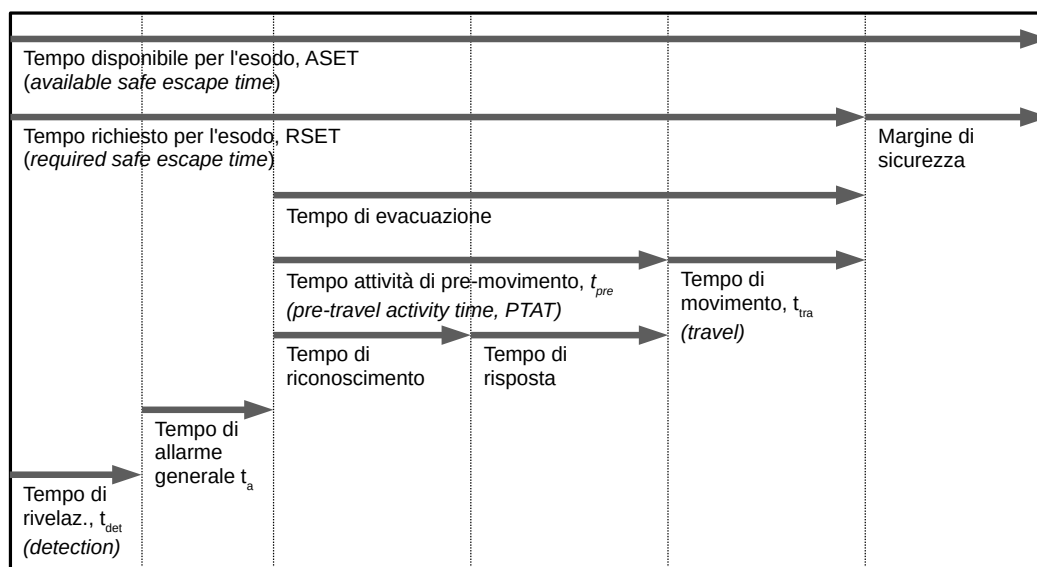 Tempo disponibile per l'esodo, ASET
(available safe escape time)
Tempo richiesto per l'esodo, RSET
(required safe escape time)
Margine di
sicurezza
Tempo di evacuazione
Tempo attività di pre-movimento, tpre
(pre-travel activity time, PTAT)
Tempo di
movimento, ttra
(travel)
Tempo di
riconoscimento
Tempo di
risposta
Tempo di
allarme
generale ta
Tempo di
rivelaz., tdet
(detection)